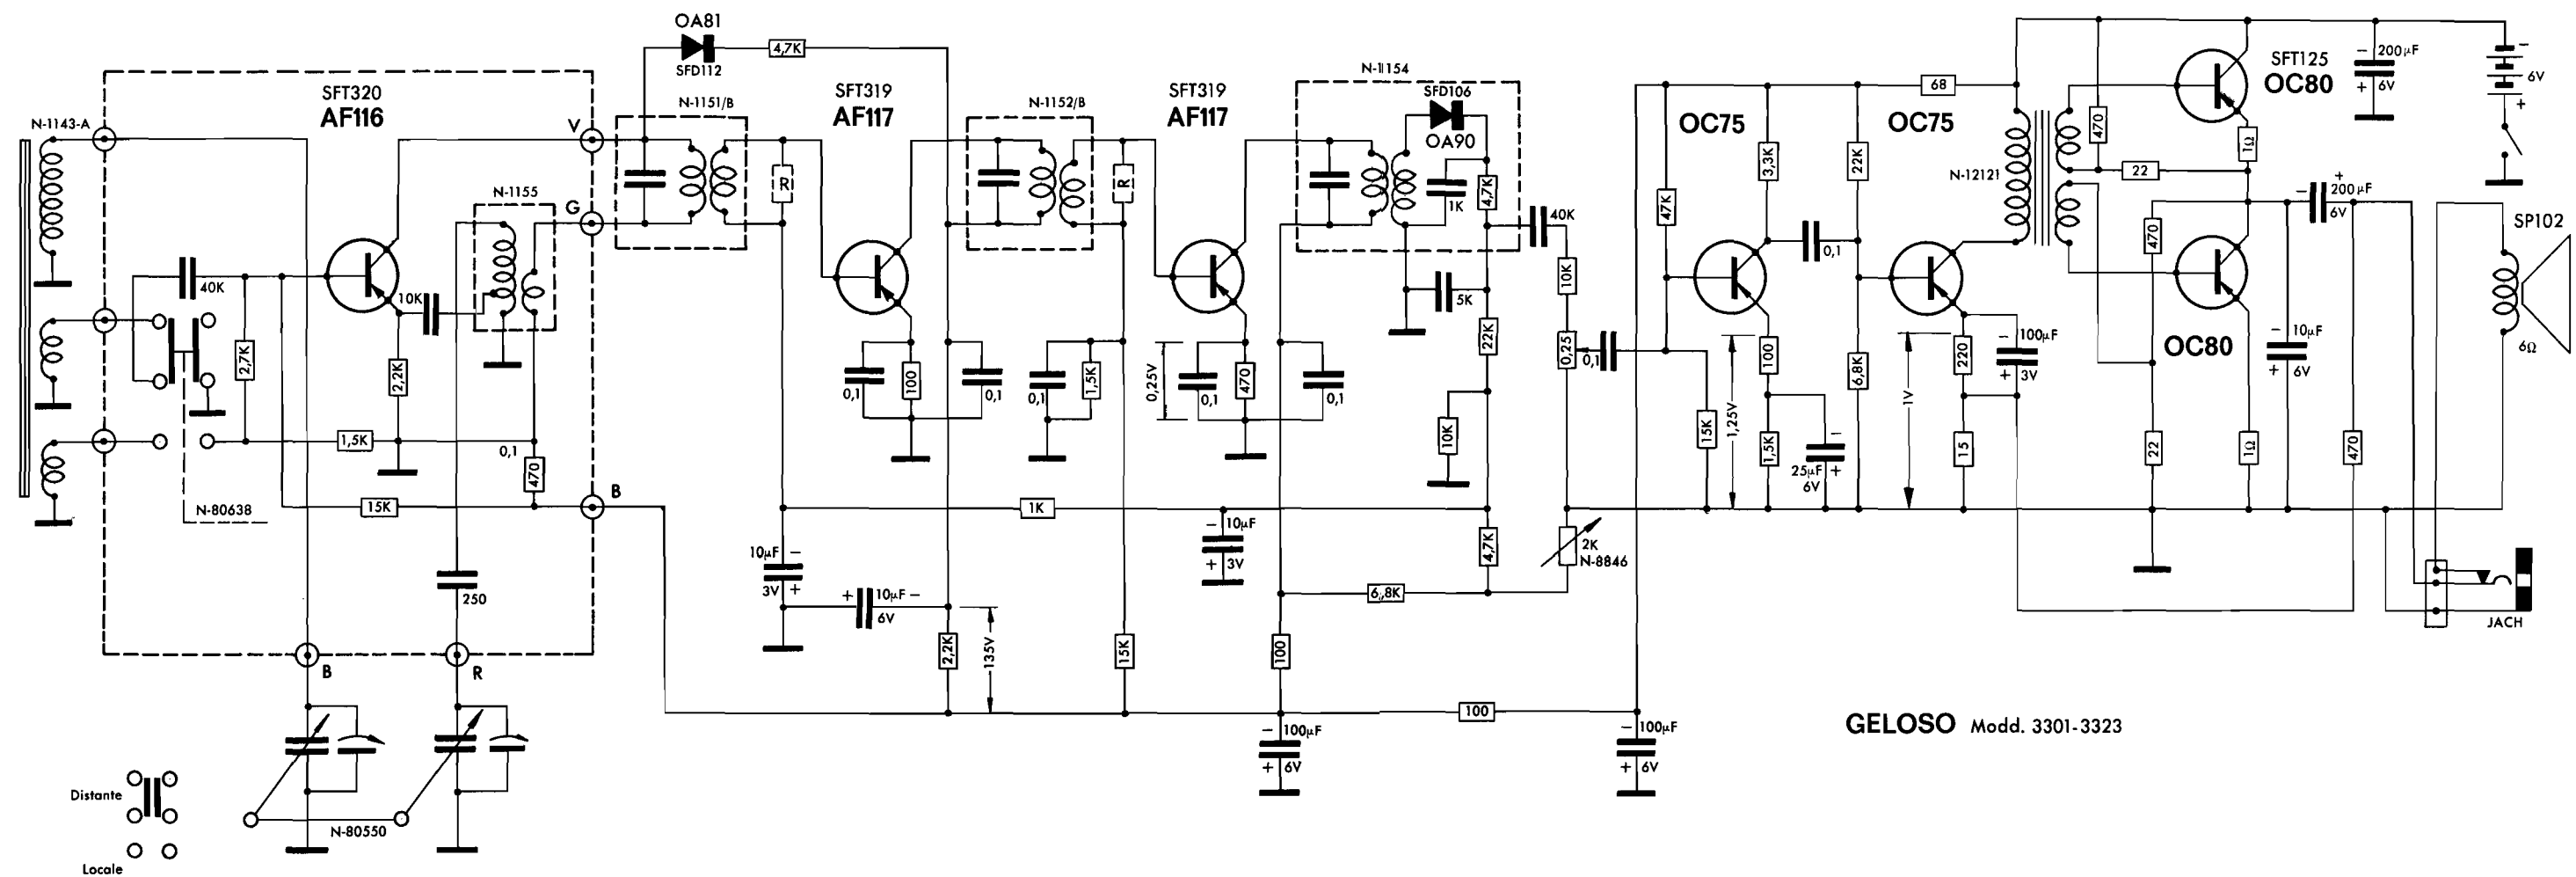 OA81
SFD112
4,7K
N-1143-A
SFT320
AF116
V
N-1151/B
SFT319
AF117
N-1152/B
SFT319
AF117
N-1154
SFD106
OA90
OC75
68
OC75
SFT125
OC80
200µF
6V
6V
N-1155
G
R
R
1K
4,7K
40K
47K
3,3K
22K
N-12121
470
22
1Ω
200µF
6V
SP102
40K
10K
2,7K
2,2K
0,1
100
0,1
1,5K
0,25V
0,1
470
0,1
5K
22K
10K
0,25
0,1
0,1
100
1,25V
15K
6,8K
1V
220
100µF
3V
470
OC80
10µF
6V
6Ω
1,5K
0,1
470
10K
1,5K
25µF
6V
15
22
1Ω
470
15K
B
N-80638
1K
10µF
3V
10µF
3V
4,7K
2K
N-8846
250
10µF
6V
6,8K
JACH
2,2K
135V
15K
100
B
R
100
100µF
6V
100µF
6V
GELOSO Modd. 3301-3323
Distante
N-80550
Locale